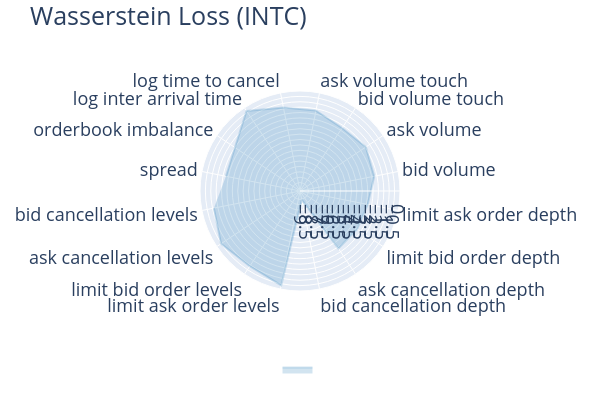 Wasserstein Loss (INTC)
log time to cancel
ask volume touch
log inter arrival time
bid volume touch
orderbook imbalance
ask volume
spread
bid volume
bid cancellation levels
limit ask order depth
ask cancellation levels
limit bid order depth
limit bid order levels
ask cancellation depth
limit ask order levels
bid cancellation depth